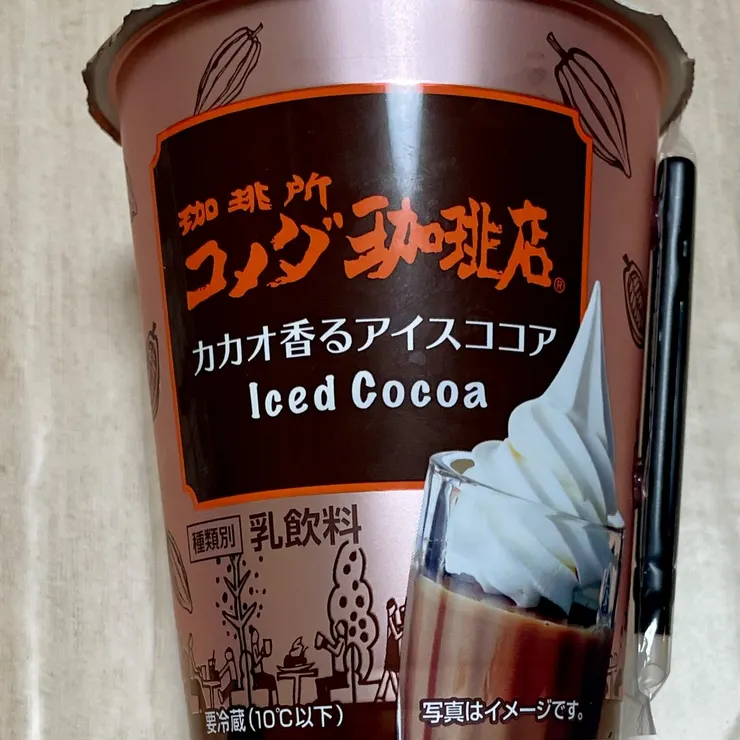 珈琲所
コメダ珈琲店®
カカオ香るアイスココア
Iced Cocoa
種類別 乳飲料
要冷蔵(10℃以下)
写真はイメージです。